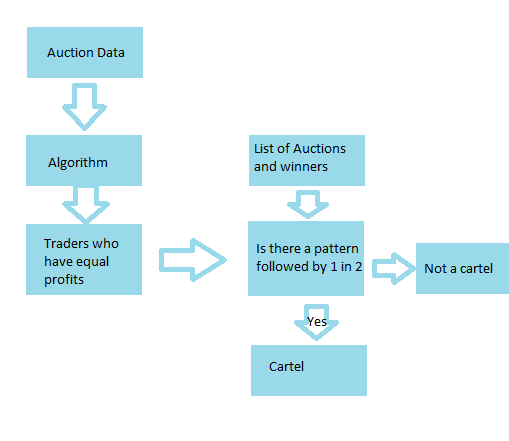 Auction Data
Algorithm
Traders who
have equal
profits
List of Auctions
and winners
Is there a pattern
followed by 1 in 2
Not a cartel
Yes
Cartel